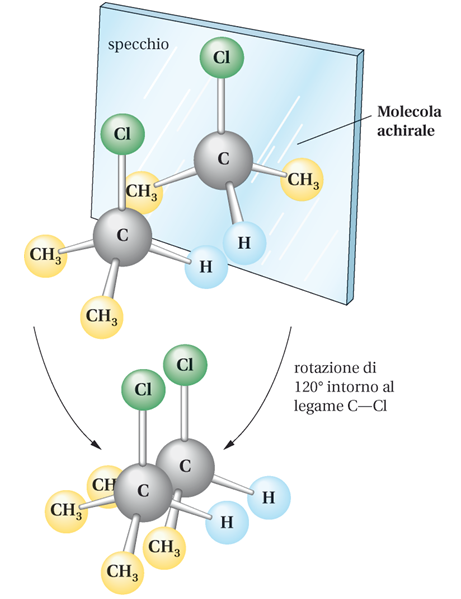 specchio
Cl
Cl
Molecola
achirale
C
CH3
CH3
C
H
CH3
H
CH3
rotazione di
120° intorno al
legame C—Cl
Cl
Cl
C
CH
C
H
CH3
H
CH3
CH3